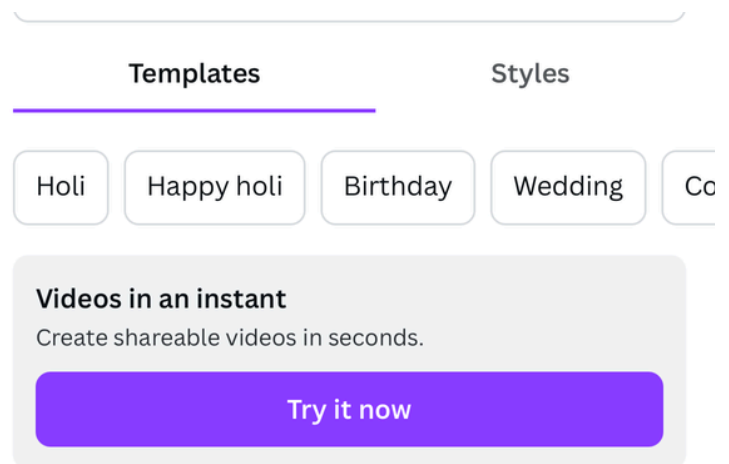 Templates Styles
Holi Happy holi Birthday Wedding Co
Videos in an instant
Create shareable videos in seconds.
Try it now